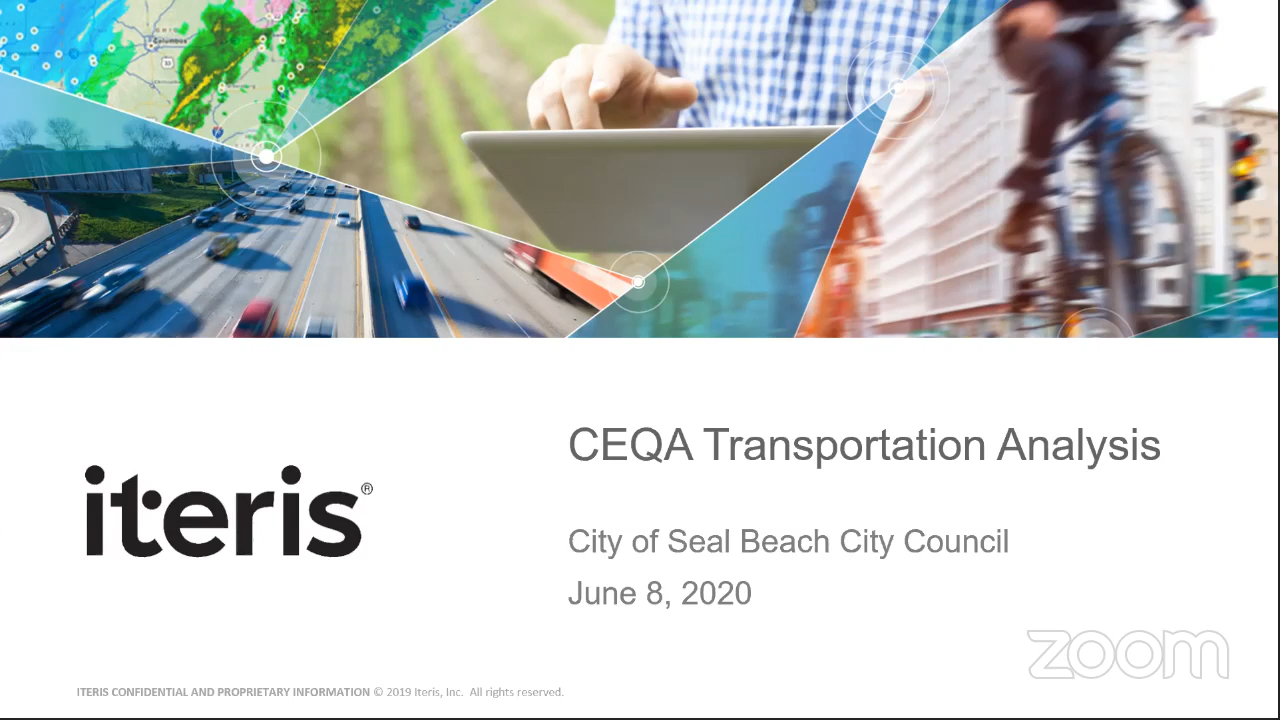 Columbus
CEQA Transportation Analysis
iteris®
City of Seal Beach City Council
June 8, 2020
zoom
ITERIS CONFIDENTIAL AND PROPRIETARY INFORMATION © 2019 Iteris, Inc. All rights reserved.